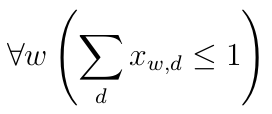 ∀w (∑_d x_{w,d} ≤ 1)